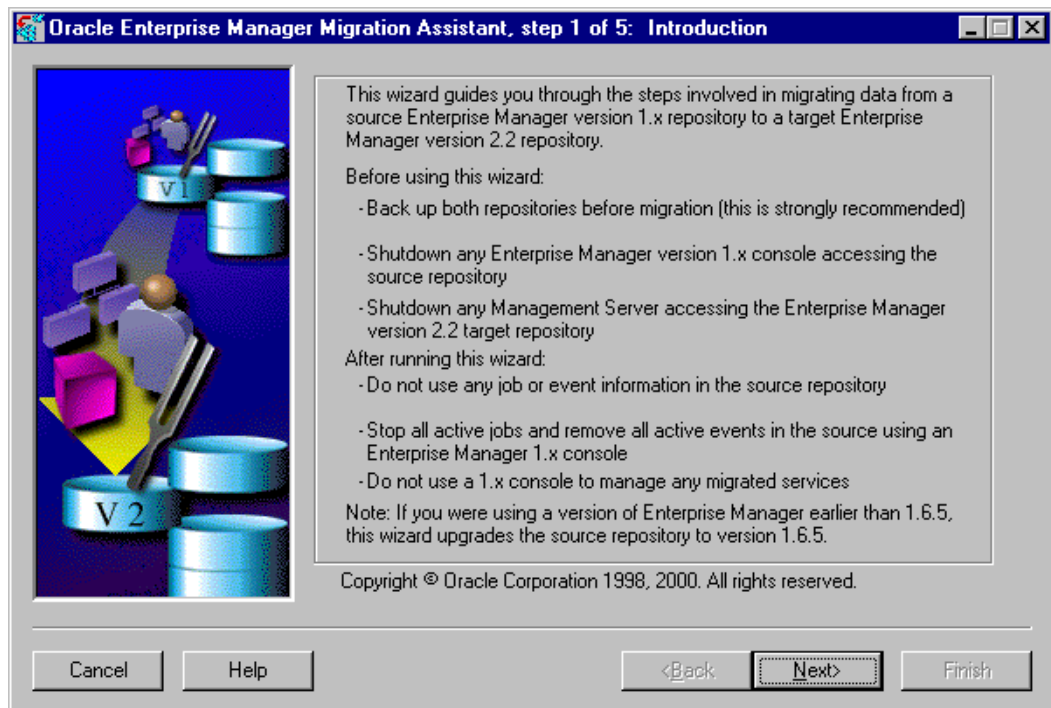 Oracle Enterprise Manager Migration Assistant, step 1 of 5: Introduction
This wizard guides you through the steps involved in migrating data from a
source Enterprise Manager version 1.x repository to a target Enterprise
Manager version 2.2 repository.
Before using this wizard:
- Back up both repositories before migration (this is strongly recommended)
- Shutdown any Enterprise Manager version 1.x console accessing the
source repository
- Shutdown any Management Server accessing the Enterprise Manager
version 2.2 target repository
After running this wizard:
- Do not use any job or event information in the source repository
- Stop all active jobs and remove all active events in the source using an
Enterprise Manager 1.x console
- Do not use a 1.x console to manage any migrated services
Note: If you were using a version of Enterprise Manager earlier than 1.6.5,
this wizard upgrades the source repository to version 1.6.5.
Copyright © Oracle Corporation 1998, 2000. All rights reserved.
V 1
V 2
Cancel
Help
<Back
Next>
Finish